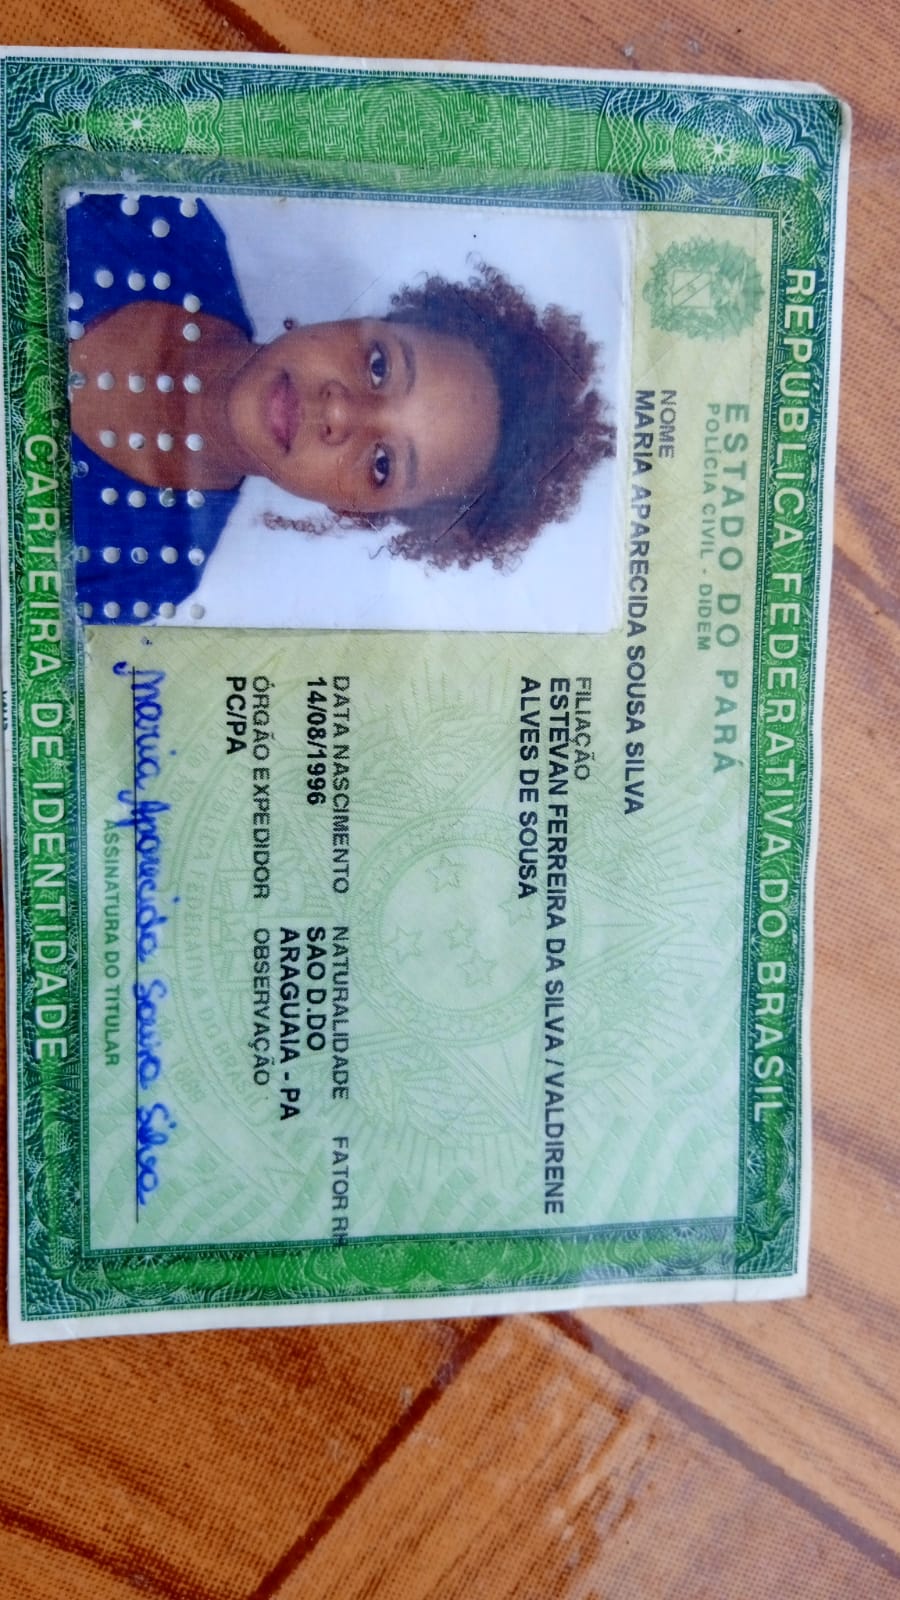 REPÚBLICA FEDERATIVA DO BRASIL
ESTADO DO PARÁ
POLÍCIA CIVIL - DIDEM
NOME
MARIA APARECIDA SOUSA SILVA
FILIAÇÃO
ESTEVAN FERREIRA DA SILVA / VALDIRENE
ALVES DE SOUSA
DATA NASCIMENTO NATURALIDADE FATOR RH
14/08/1996 SAO D.DO
ARAGUAIA - PA
ÓRGÃO EXPEDIDOR OBSERVAÇÃO
PC/PA
Maria Aparecida Sousa Silva
ASSINATURA DO TITULAR
CARTEIRA DE IDENTIDADE